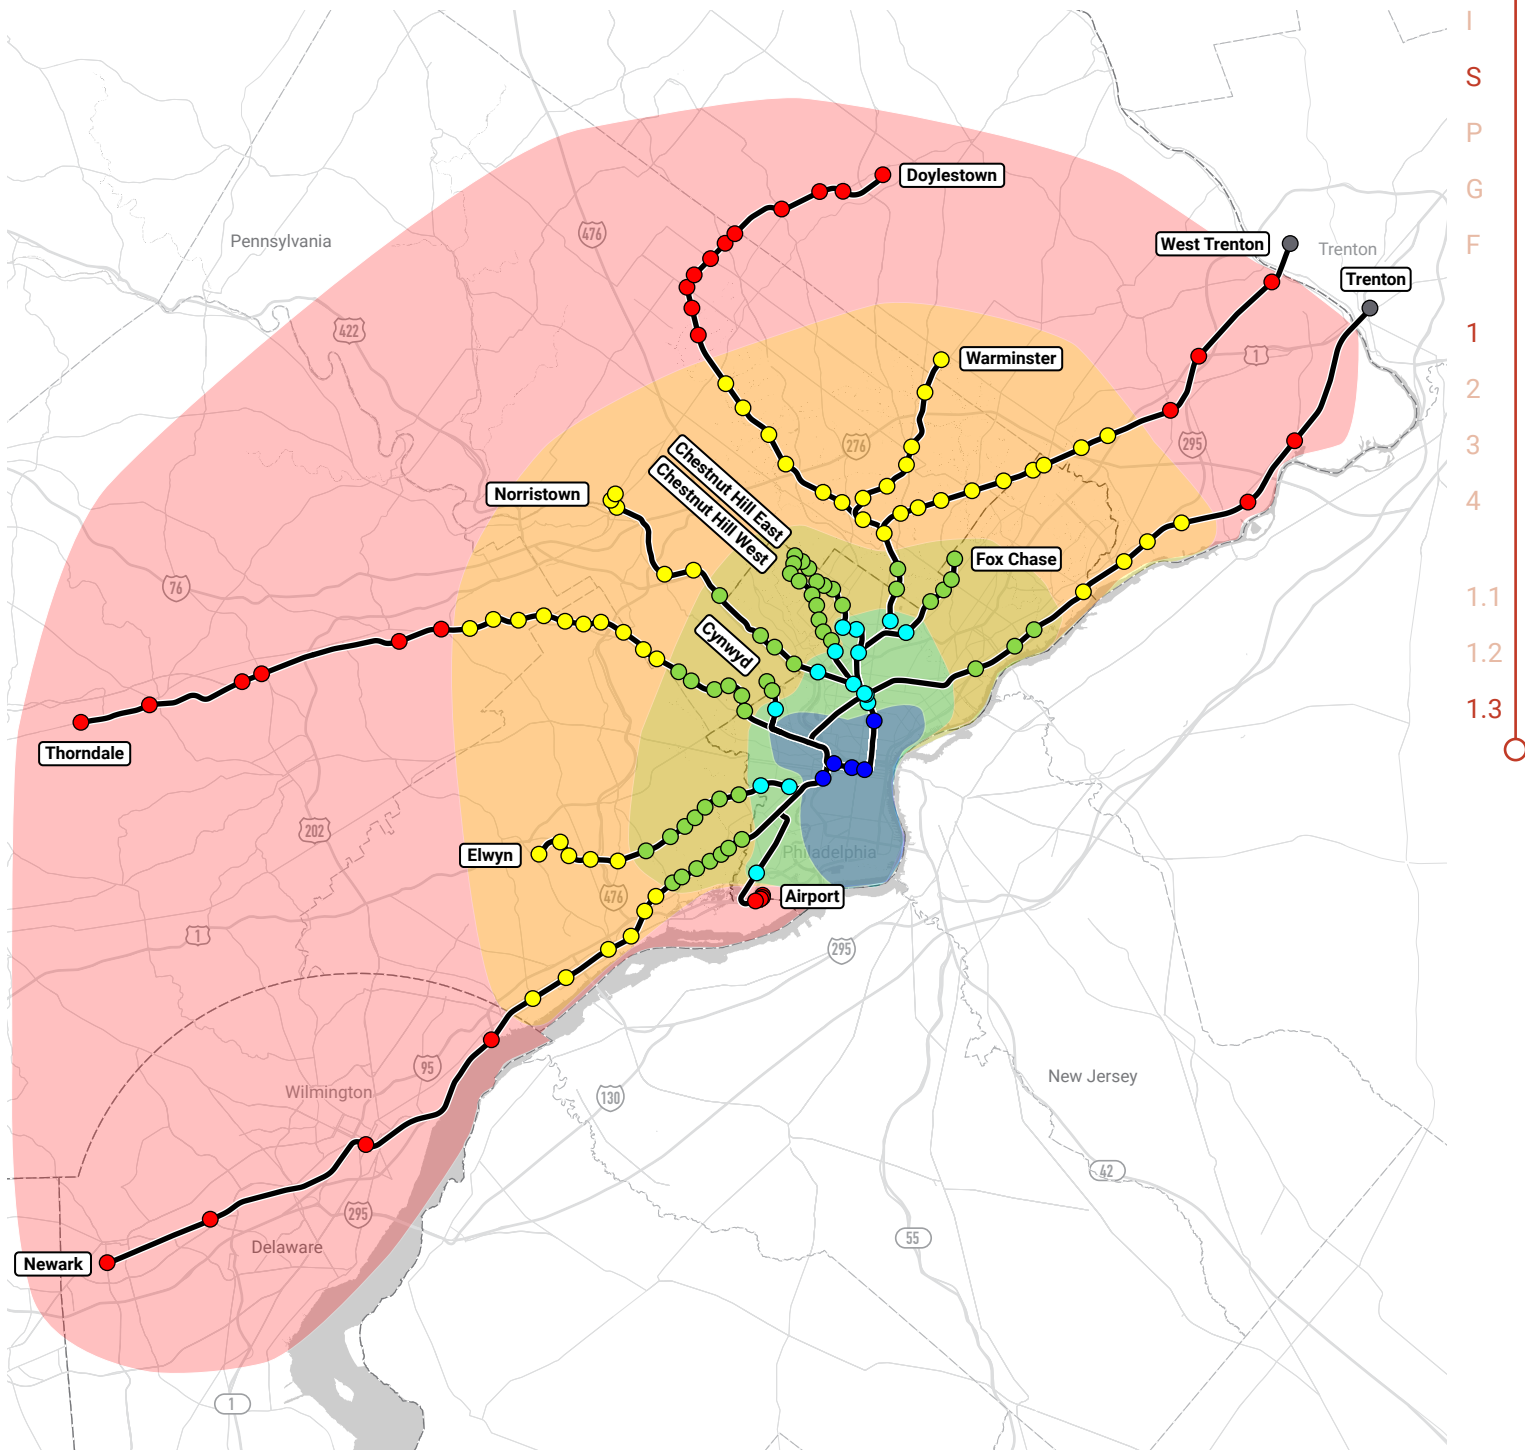 I
S
P
G
F
1
2
3
4
1.1
1.2
1.3
Doylestown
Pennsylvania
476
West Trenton
Trenton
Trenton
422
1
Warminster
276
295
Chestnut Hill East
Chestnut Hill West
Norristown
Fox Chase
76
Cynwyd
Thorndale
202
Elwyn
Philadelphia
476
Airport
1
295
95
Wilmington
130
New Jersey
42
295
55
Delaware
Newark
1